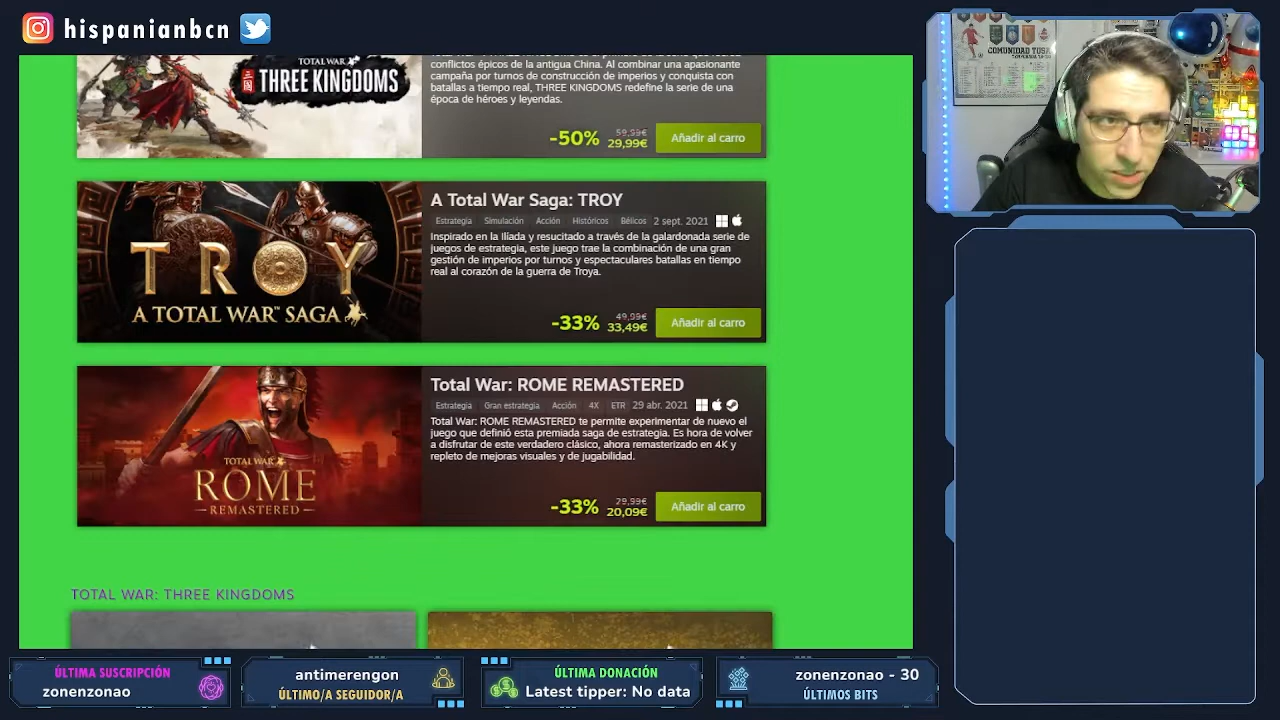 hispanianbcn
TOTAL WAR
THREE KINGDOMS
conflictos épicos de la antigua China. Al combinar una apasionante
campaña por turnos de construcción de imperios y conquista con
batallas a tiempo real, THREE KINGDOMS redefine la serie de una
época de héroes y leyendas.
-50% 59,99€ 29,99€ Añadir al carro
TROY
A TOTAL WAR™ SAGA
A Total War Saga: TROY
Estrategia Simulación Acción Históricos Bélicos 2 sept. 2021
Inspirado en la Ilíada y resucitado a través de la galardonada serie de
juegos de estrategia, este juego trae la combinación de una gran
gestión de imperios por turnos y espectaculares batallas en tiempo
real al corazón de la guerra de Troya.
-33% 49,99€ 33,49€ Añadir al carro
TOTAL WAR
ROME
REMASTERED
Total War: ROME REMASTERED
Estrategia Gran estrategia Acción 4X ETR 29 abr. 2021
Total War: ROME REMASTERED te permite experimentar de nuevo el
juego que definió esta premiada saga de estrategia. Es hora de volver
a disfrutar de este verdadero clásico, ahora remasterizado en 4K y
repleto de mejoras visuales y de jugabilidad.
-33% 29,99€ 20,09€ Añadir al carro
TOTAL WAR: THREE KINGDOMS
COMUNIDAD
ÚLTIMA SUSCRIPCIÓN
zonenzonao
antimerengon
ÚLTIMO/A SEGUIDOR/A
ÚLTIMA DONACIÓN
Latest tipper: No data
zonenzonao - 30
ÚLTIMOS BITS